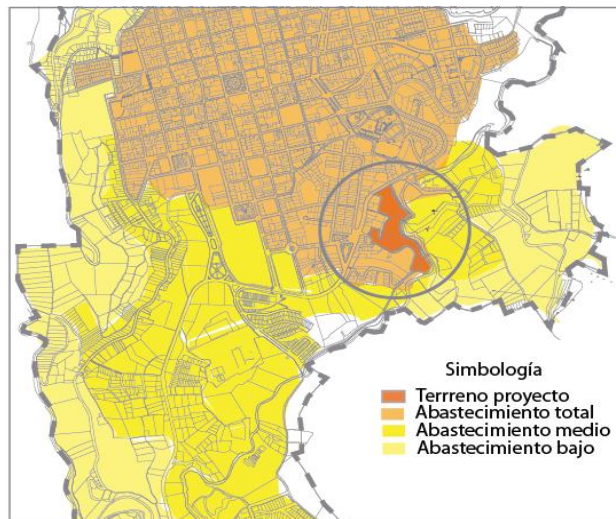 Simbología
Terrreno proyecto
Abastecimiento total
Abastecimiento medio
Abastecimiento bajo